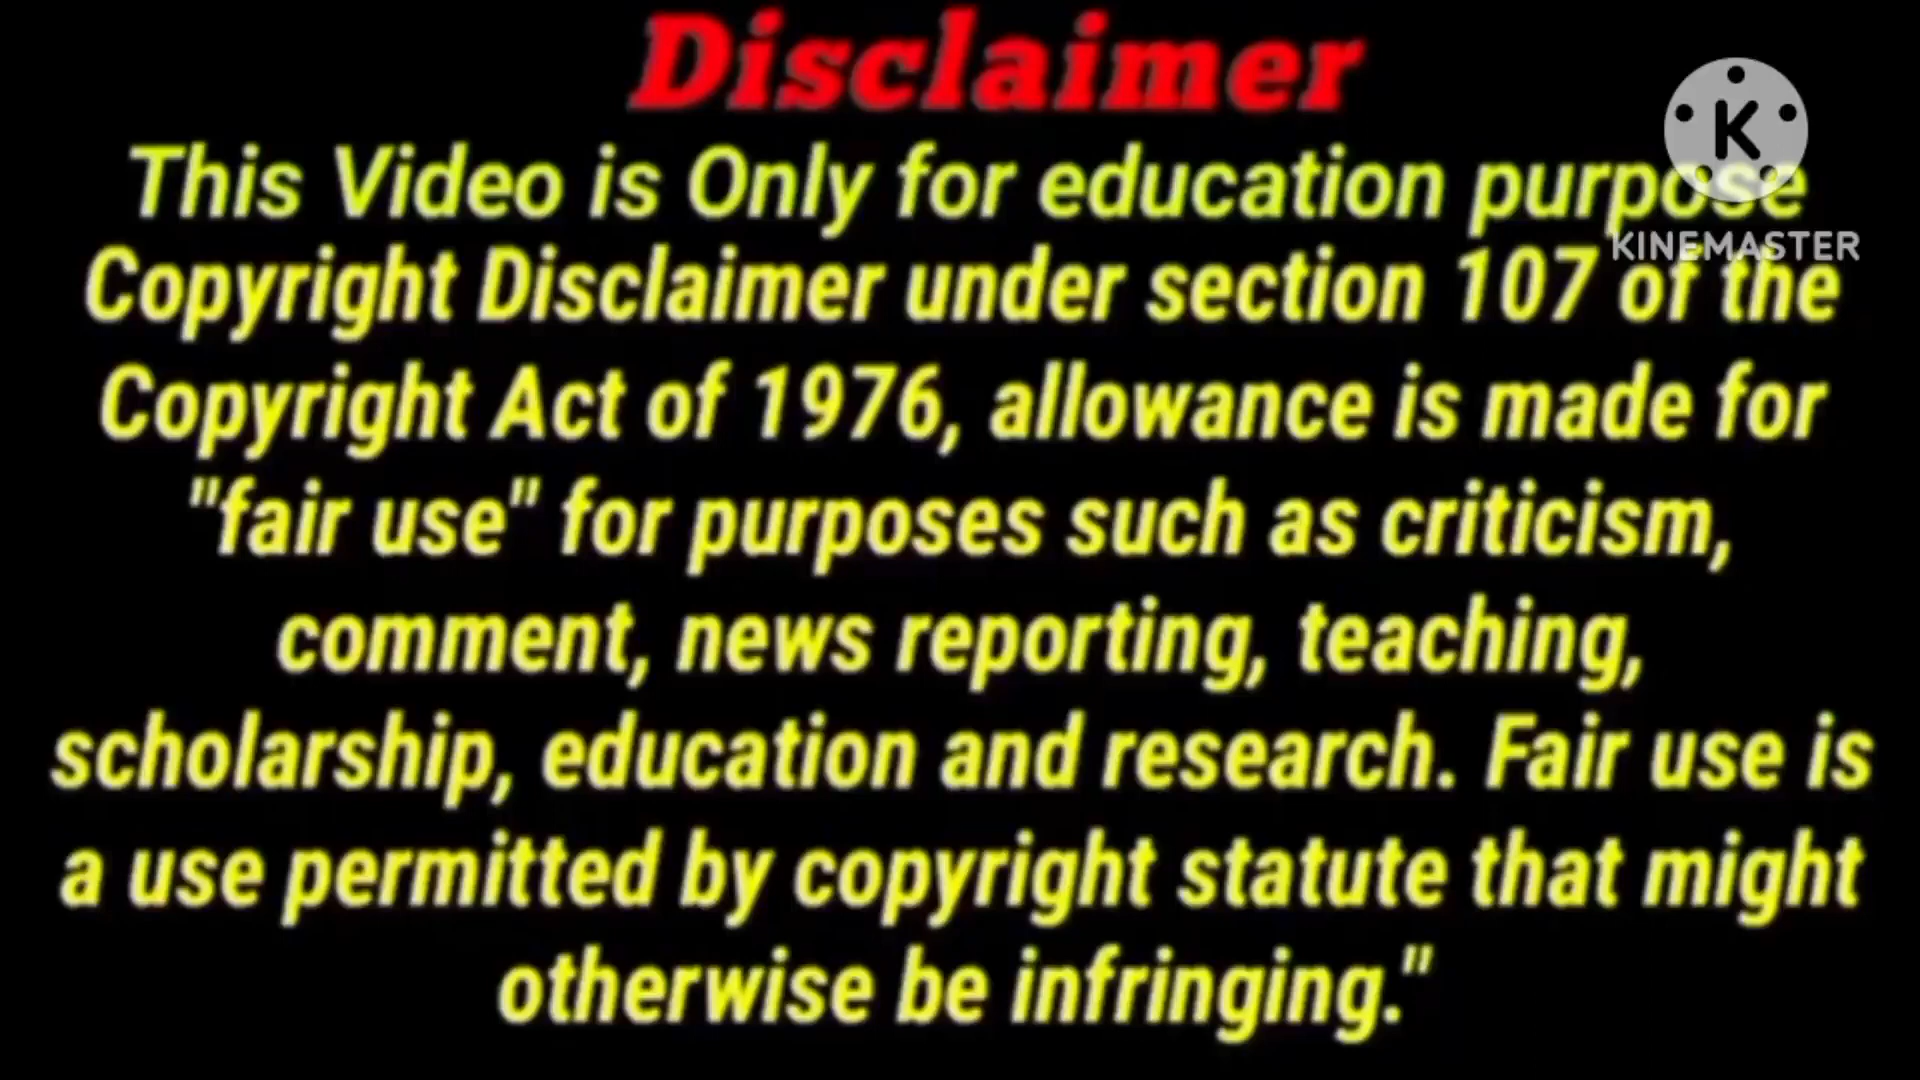 Disclaimer
This Video is Only for education purpose
KINEMASTER
Copyright Disclaimer under section 107 of the
Copyright Act of 1976, allowance is made for
"fair use" for purposes such as criticism,
comment, news reporting, teaching,
scholarship, education and research. Fair use is
a use permitted by copyright statute that might
otherwise be infringing."